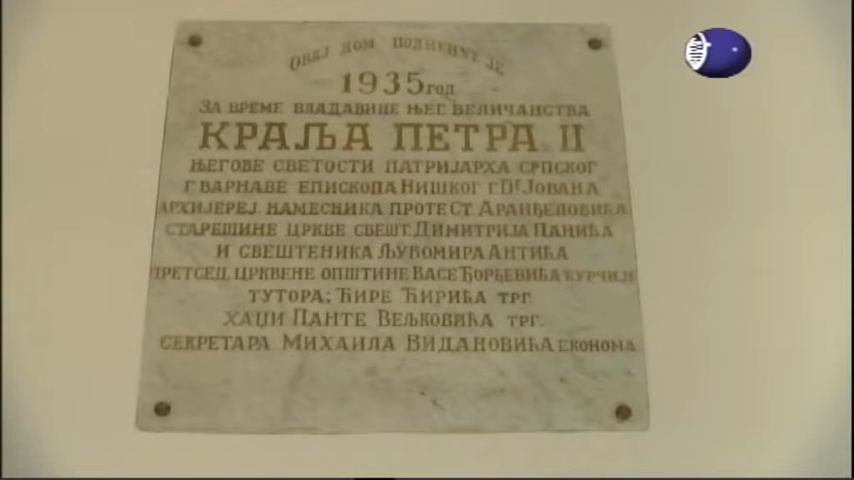 ОВАЈ ДОМ ПОДИГНУТ ЈЕ
1935 ГОД
ЗА ВРЕМЕ ВЛАДАВИНЕ ЊЕГ. ВЕЛИЧАНСТВА
КРАЉА ПЕТРА II
ЊЕГОВЕ СВЕТОСТИ ПАТРИЈАРХА СРПСКОГ
Г ВАРНАВЕ ЕПИСКОПА НИШКОГ Г. Dr ЈОВАНА
АРХИЈЕРЕЈ. НАМЕСНИКА ПРОТЕ СТ. АРАНЂЕЛОВИЋА
СТАРЕШИНЕ ЦРКВЕ СВЕШТ. ДИМИТРИЈА ПАНИЋА
И СВЕШТЕНИКА ЉУБОМИРА АНТИЋА
ПРЕТСЕД. ЦРКВЕНЕ ОПШТИНЕ ВАСЕ ЂОРЂЕВИЋА ЋУРЧИЈЕ
ТУТОРА: ЋИРЕ ЋИРИЋА ТРГ.
ХАЏИ ПАНТЕ ВЕЉКОВИЋА ТРГ.
СЕКРЕТАРА МИХАИЛА ВИДАНОВИЋА ЕКОНОМА